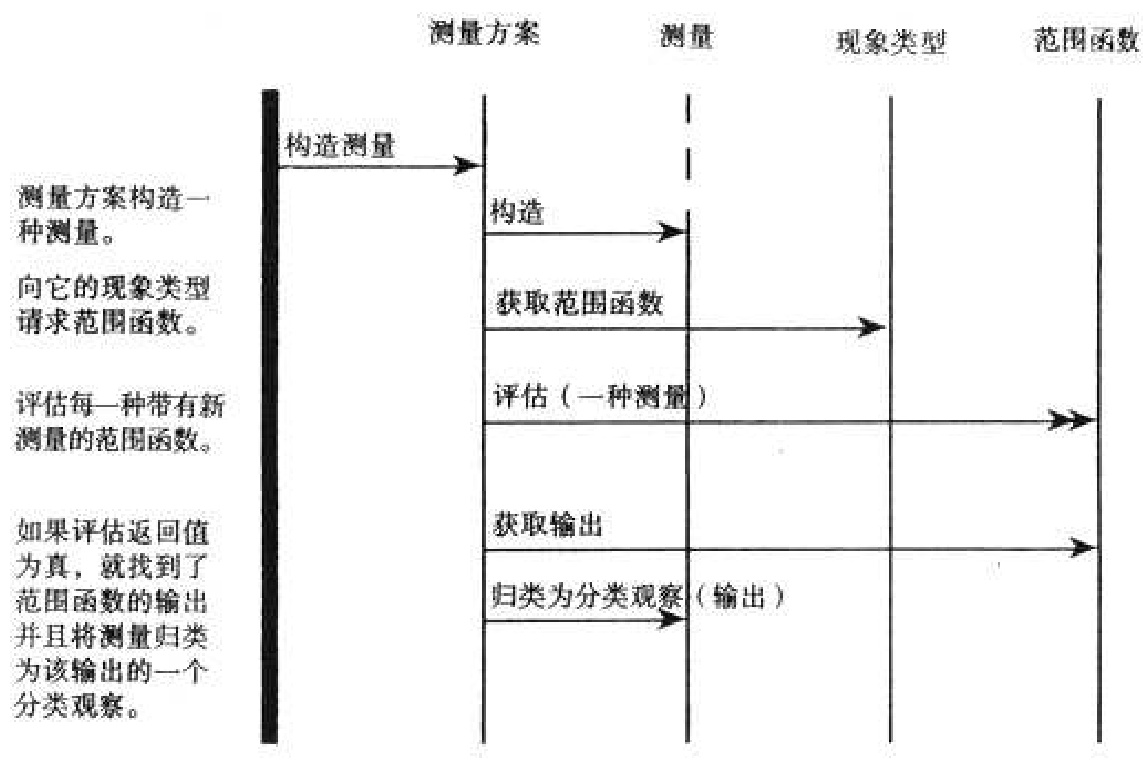 测量方案 测量 现象类型 范围函数
构造测量
测量方案构造一
种测量。
构造
向它的现象类型
请求范围函数。
获取范围函数
评估每一种带有新
测量的范围函数。
评估（一种测量）
如果评估返回值
为真，就找到了
范围函数的输出
并且将测量归类
为该输出的一个
分类观察。
获取输出
归类为分类观察（输出）